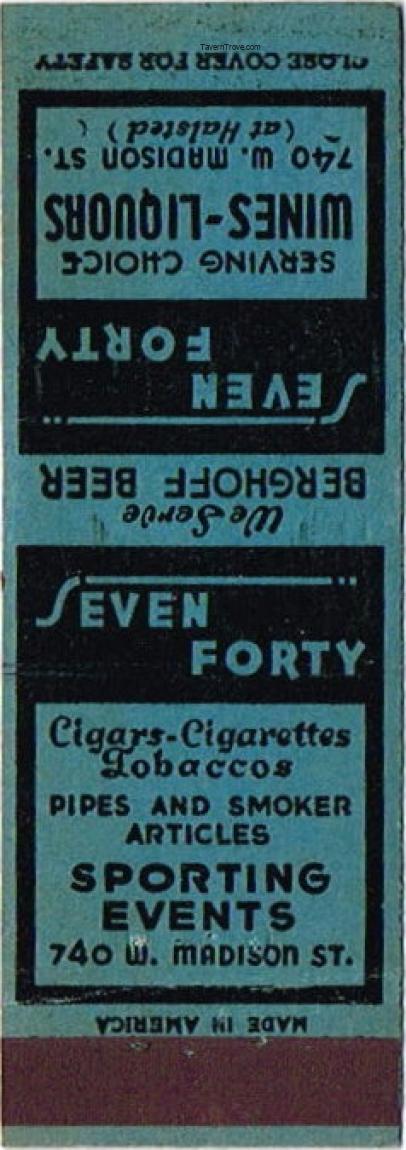 TavernTrove.com
CLOSE COVER FOR SAFETY
SEVEN
FORTY
SERVING CHOICE
WINES-LIQUORS
740 W. MADISON ST.
(at Halsted)
We Serve
BERGHOFF BEER
SEVEN
FORTY
Cigars-Cigarettes
Tobaccos
PIPES AND SMOKER
ARTICLES
SPORTING
EVENTS
740 W. MADISON ST.
MADE IN AMERICA